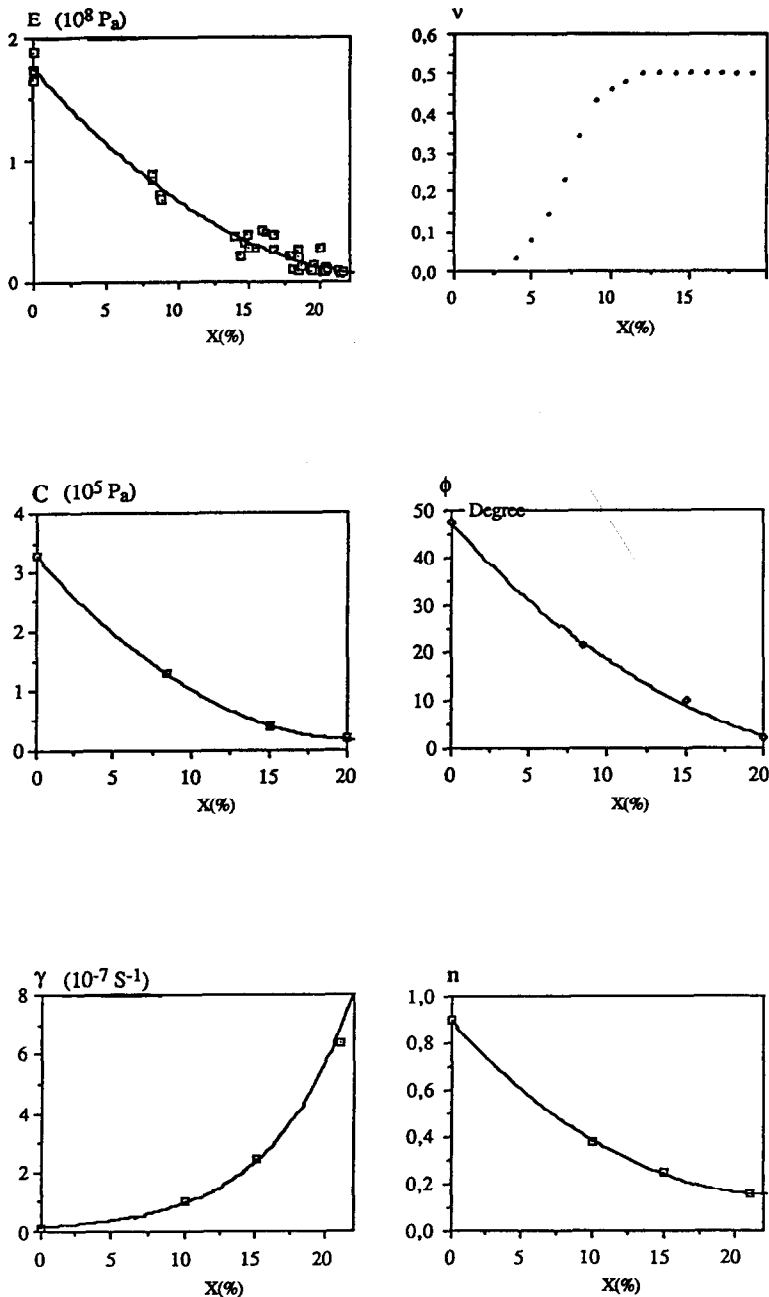 E (10⁸ Pa)
2
1
0
0 5 10 15 20
X(%)
ν
0,6
0,5
0,4
0,3
0,2
0,1
0,0
0 5 10 15
X(%)
C (10⁵ Pa)
4
3
2
1
0
0 5 10 15 20
X(%)
ϕ
Degree
50
40
30
20
10
0
0 5 10 15 20
X(%)
γ (10⁻⁷ S⁻¹)
8
6
4
2
0
0 5 10 15 20
X(%)
n
1,0
0,8
0,6
0,4
0,2
0,0
0 5 10 15 20
X(%)